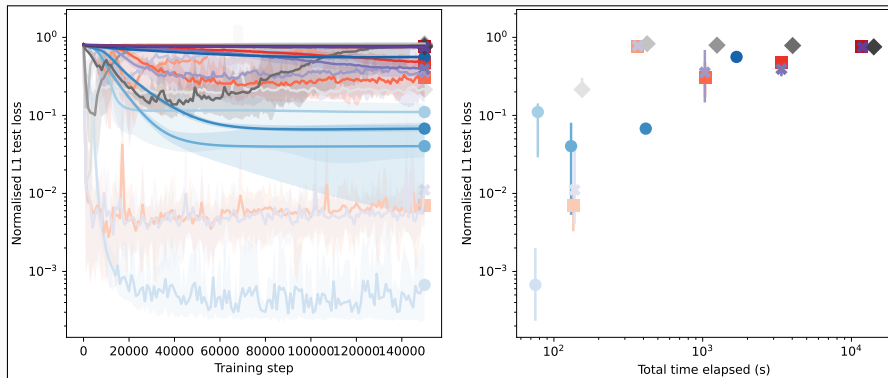 10⁰
10⁻¹
10⁻²
10⁻³
Normalised L1 test loss
0 20000 40000 60000 80000 100000 120000 140000
Training step
10⁰
10⁻¹
10⁻²
10⁻³
Normalised L1 test loss
10² 10³ 10⁴
Total time elapsed (s)